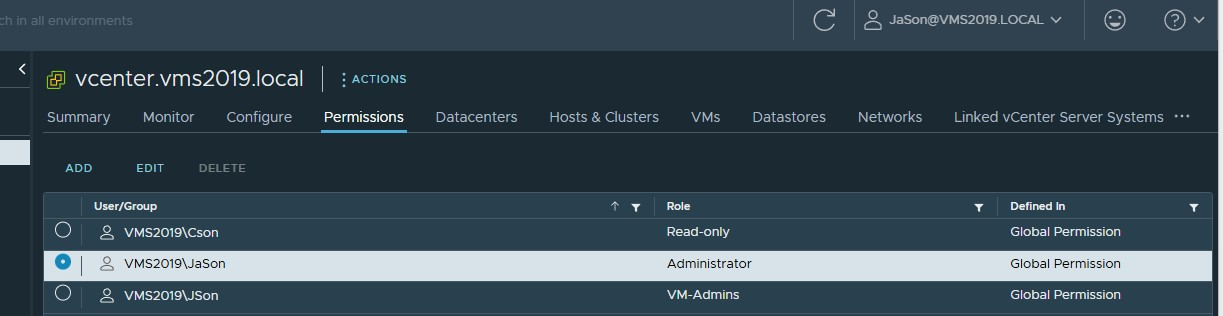 ch in all environments
JaSon@VMS2019.LOCAL
vcenter.vms2019.local
ACTIONS
Summary Monitor Configure Permissions Datacenters Hosts & Clusters VMs Datastores Networks Linked vCenter Server Systems ...
ADD EDIT DELETE
User/Group Role Defined In
VMS2019\Cson Read-only Global Permission
VMS2019\JaSon Administrator Global Permission
VMS2019\JSon VM-Admins Global Permission